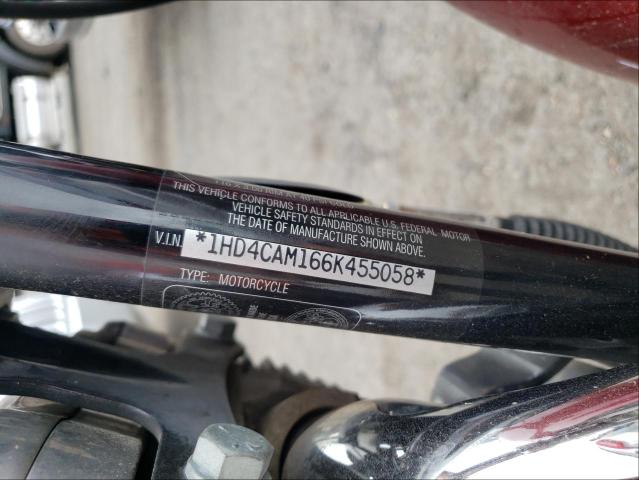 THIS VEHICLE CONFORMS TO ALL APPLICABLE U.S. FEDERAL MOTOR
VEHICLE SAFETY STANDARDS IN EFFECT ON
THE DATE OF MANUFACTURE SHOWN ABOVE.
V.I.N. *1HD4CAM166K455058*
TYPE: MOTORCYCLE